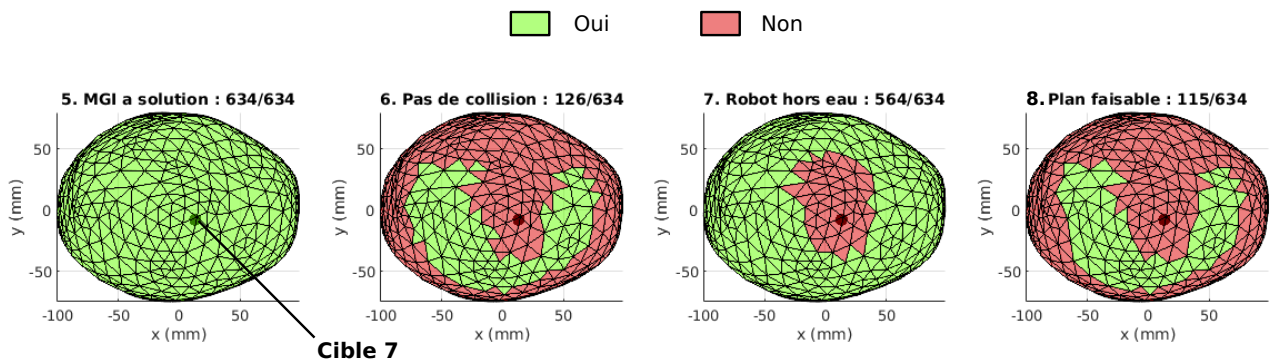 Oui Non
5. MGI a solution : 634/634 6. Pas de collision : 126/634 7. Robot hors eau : 564/634 8. Plan faisable : 115/634
50 50 50 50
y (mm) y (mm) y (mm) y (mm)
0 0 0 0
-50 -50 -50 -50
-100 -50 0 50 -100 -50 0 50 -100 -50 0 50 -100 -50 0 50
x (mm) x (mm) x (mm) x (mm)
Cible 7